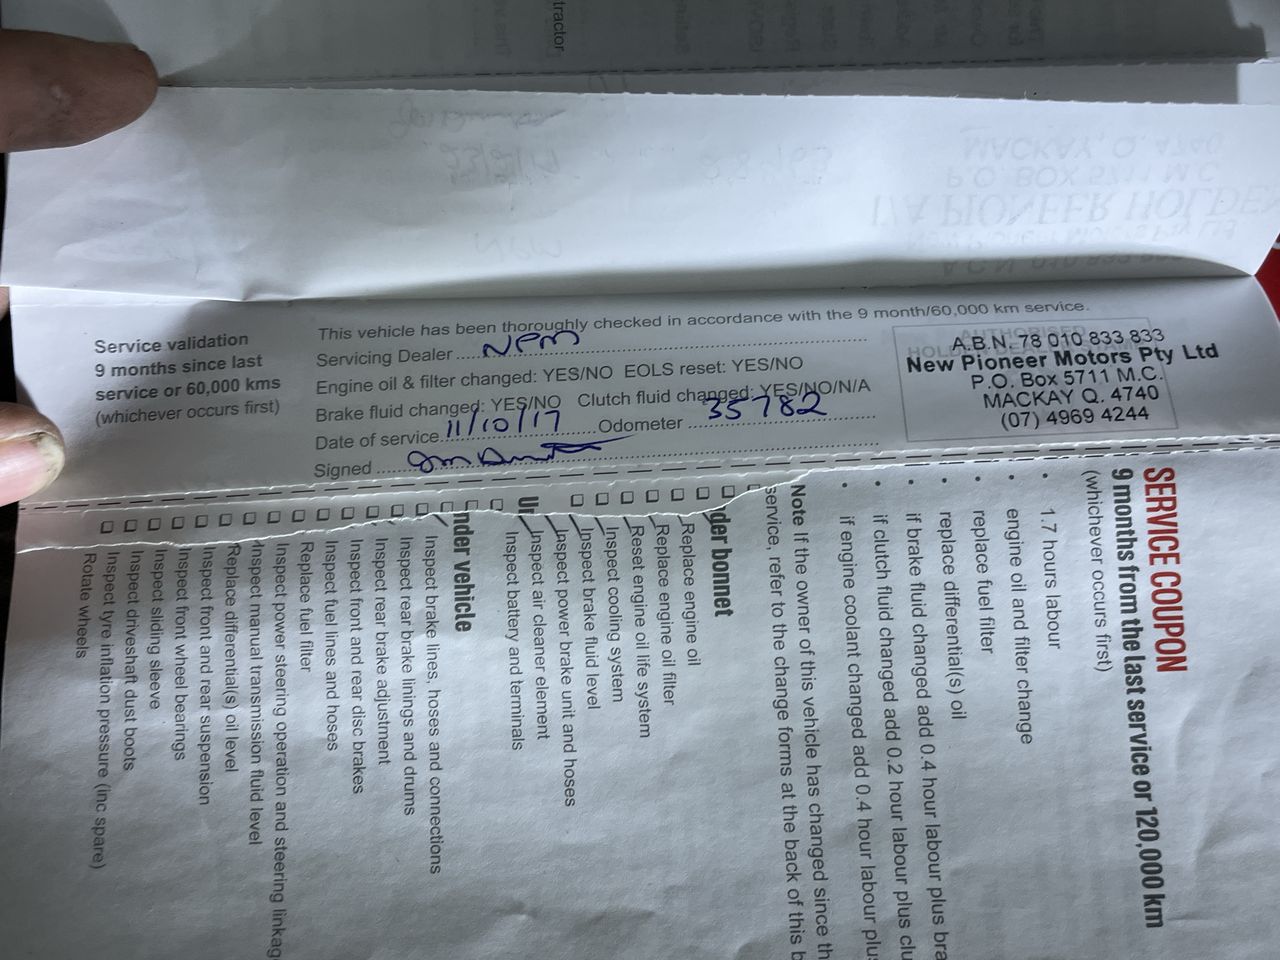 tractor
Service validation
9 months since last
service or 60,000 kms
(whichever occurs first)
This vehicle has been thoroughly checked in accordance with the 9 month/60,000 km service.
Servicing Dealer NPM
Engine oil & filter changed: YES/NO EOLS reset: YES/NO
Brake fluid changed: YES/NO Clutch fluid changed: YES/NO/N/A
Date of service 11/10/17 Odometer 35782
Signed
A.B.N. 78 010 833 833
New Pioneer Motors Pty Ltd
P.O. Box 5711 M.C.
MACKAY Q. 4740
(07) 4969 4244
SERVICE COUPON
9 months from the last service or 120,000 km
(whichever occurs first)
• 1.7 hours labour
• engine oil and filter change
• replace fuel filter
• replace differential(s) oil
• if brake fluid changed add 0.4 hour labour plus bra
• if clutch fluid changed add 0.2 hour labour plus clu
• if engine coolant changed add 0.4 hour labour plus
Note If the owner of this vehicle has changed since th
service, refer to the change forms at the back of this b
der bonnet
Replace engine oil
Replace engine oil filter
Reset engine oil life system
Inspect cooling system
Inspect brake fluid level
Inspect power brake unit and hoses
Inspect air cleaner element
Inspect battery and terminals
Un
nder vehicle
Inspect brake lines, hoses and connections
Inspect rear brake linings and drums
Inspect rear brake adjustment
Inspect front and rear disc brakes
Inspect fuel lines and hoses
Replace fuel filter
Inspect power steering operation and steering linkag
Inspect manual transmission fluid level
Replace differential(s) oil level
Inspect front and rear suspension
Inspect front wheel bearings
Inspect sliding sleeve
Inspect driveshaft dust boots
Inspect tyre inflation pressure (inc spare)
Rotate wheels